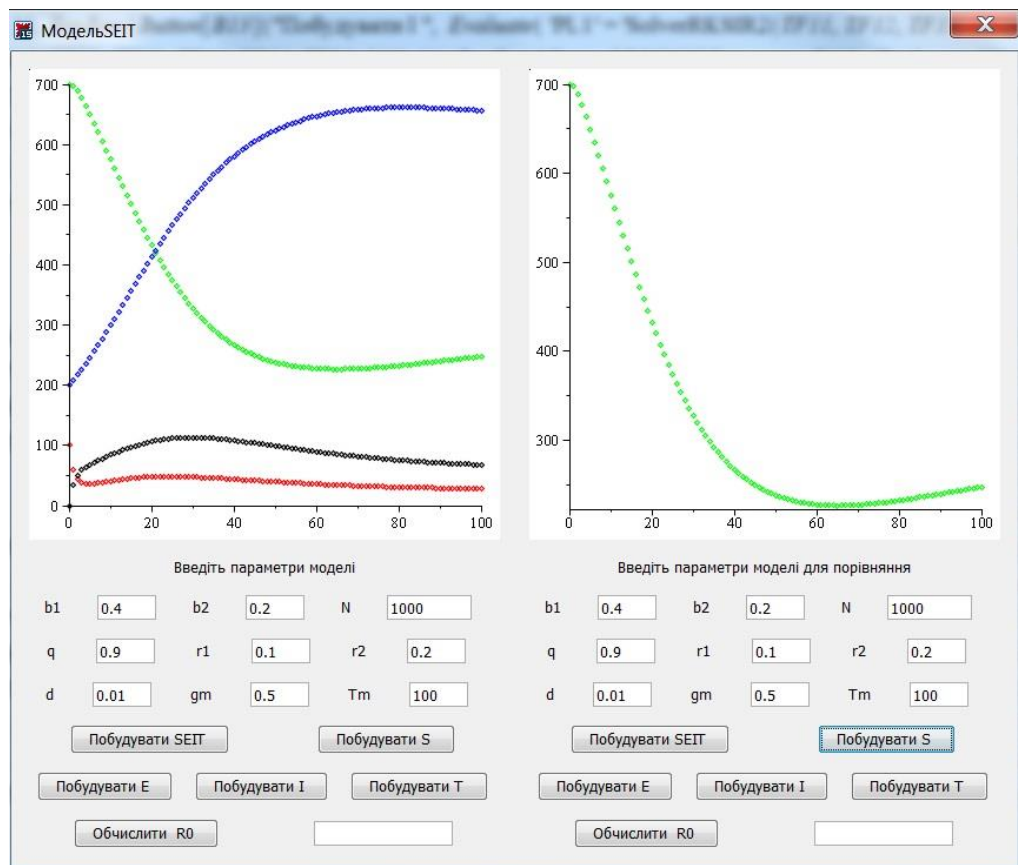 МодельSEIT
700
600
500
400
300
200
100
0
0 20 40 60 80 100
700
600
500
400
300
0 20 40 60 80 100
Введіть параметри моделі
b1 0.4 b2 0.2 N 1000
q 0.9 r1 0.1 r2 0.2
d 0.01 gm 0.5 Tm 100
Побудувати SEIT Побудувати S
Побудувати E Побудувати I Побудувати T
Обчислити R0
Введіть параметри моделі для порівняння
b1 0.4 b2 0.2 N 1000
q 0.9 r1 0.1 r2 0.2
d 0.01 gm 0.5 Tm 100
Побудувати SEIT Побудувати S
Побудувати E Побудувати I Побудувати T
Обчислити R0